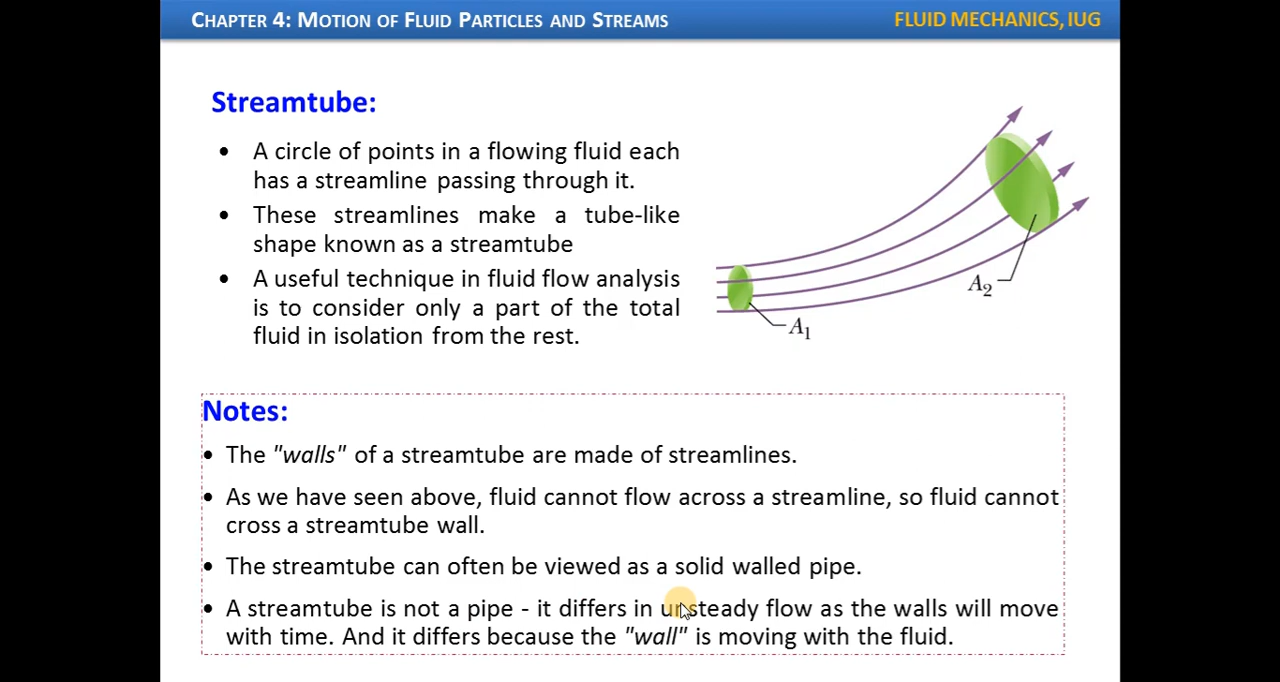 CHAPTER 4: MOTION OF FLUID PARTICLES AND STREAMS
FLUID MECHANICS, IUG
Streamtube:
• A circle of points in a flowing fluid each
has a streamline passing through it.
• These streamlines make a tube-like
shape known as a streamtube
• A useful technique in fluid flow analysis
is to consider only a part of the total
fluid in isolation from the rest.
A1
A2
Notes:
• The "walls" of a streamtube are made of streamlines.
• As we have seen above, fluid cannot flow across a streamline, so fluid cannot
cross a streamtube wall.
• The streamtube can often be viewed as a solid walled pipe.
• A streamtube is not a pipe - it differs in unsteady flow as the walls will move
with time. And it differs because the "wall" is moving with the fluid.